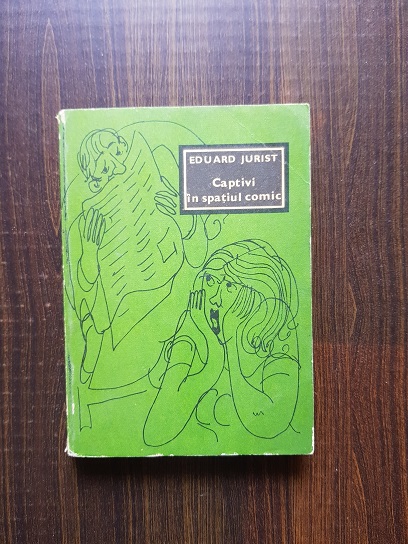 EDUARD JURIST
Captivi
în spațiul comic